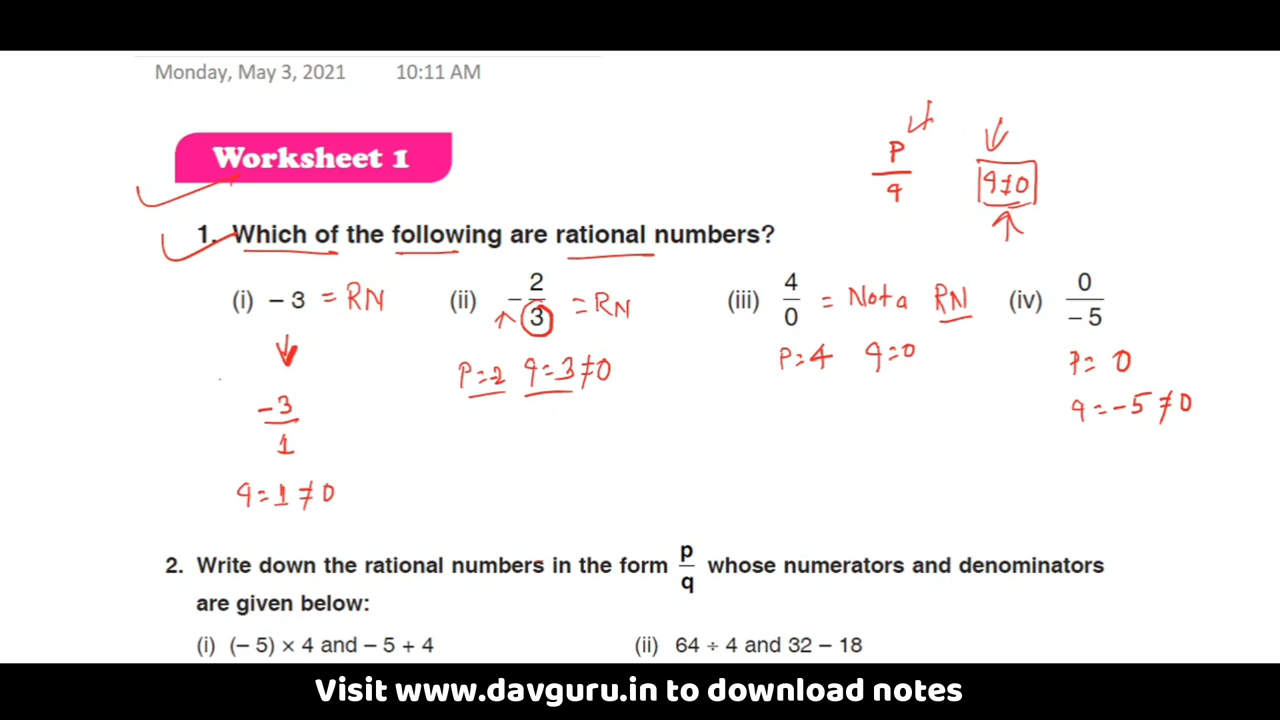 Monday, May 3, 2021 10:11 AM
Worksheet 1
p/q q≠0
1. Which of the following are rational numbers?
(i) – 3 = RN (ii) –2/3 = RN (iii) 4/0 = Not a RN (iv) 0/–5
P=-2 q=3≠0 P=4 q=0 P= 0
-3/1 q=-5≠0
q=1≠0
2. Write down the rational numbers in the form p/q whose numerators and denominators
are given below:
(i) (– 5) × 4 and – 5 + 4 (ii) 64 ÷ 4 and 32 – 18
Visit www.davguru.in to download notes